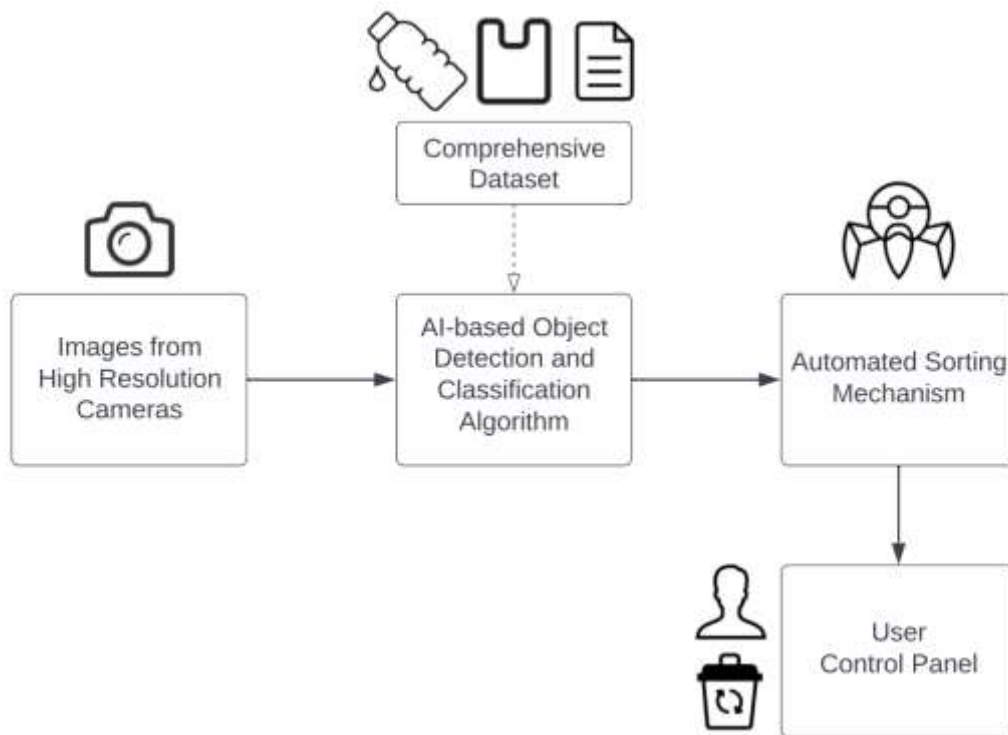 Comprehensive
Dataset
Images from
High Resolution
Cameras
AI-based Object
Detection and
Classification
Algorithm
Automated Sorting
Mechanism
User
Control Panel